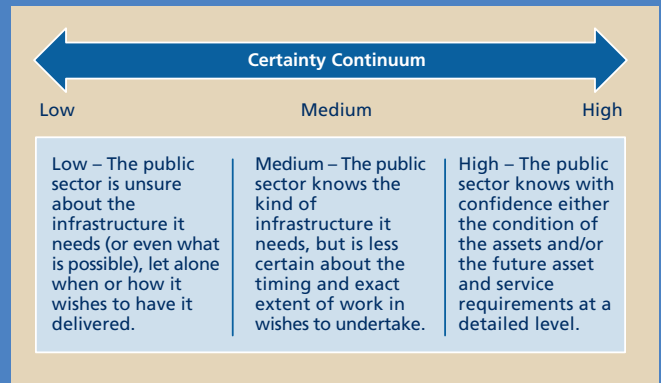 Certainty Continuum
Low
Medium
High
Low – The public
sector is unsure
about the
infrastructure it
needs (or even what
is possible), let alone
when or how it
wishes to have it
delivered.
Medium – The public
sector knows the
kind of
infrastructure it
needs, but is less
certain about the
timing and exact
extent of work in
wishes to undertake.
High – The public
sector knows with
confidence either
the condition of
the assets and/or
the future asset
and service
requirements at a
detailed level.